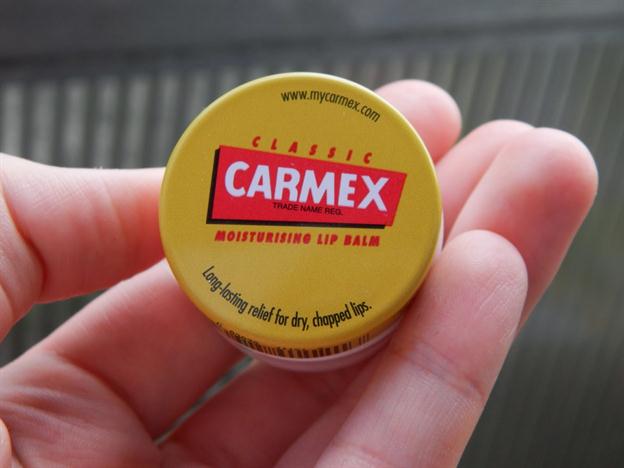 www.mycarmex.com
CLASSIC
CARMEX
TRADE NAME REG.
MOISTURISING LIP BALM
Long-lasting relief for dry, chapped lips.